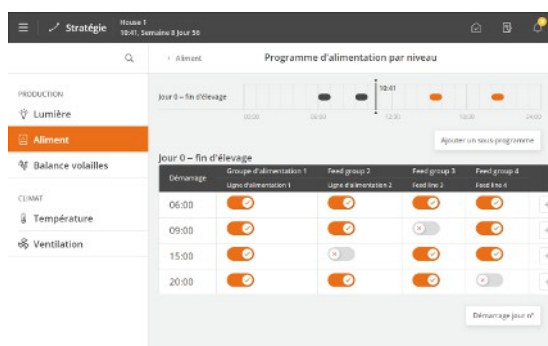 Stratégie
House 1
10:41, Semaine 8 Jour 56
Aliment
Programme d'alimentation par niveau
PRODUCTION
Lumière
Aliment
Balance volailles
CLIMAT
Température
Ventilation
Jour 0 – fin d'élevage
10:41
00:00 06:00 12:00 18:00 24:00
Ajouter un sous-programme
Jour 0 – fin d'élevage
Démarrage Groupe d'alimentation 1 Feed group 2 Feed group 3 Feed group 4
Ligne d'alimentation 1 Ligne d'alimentation 2 Feed line 3 Feed line 4
06:00
09:00
15:00
20:00
Démarrage jour n°